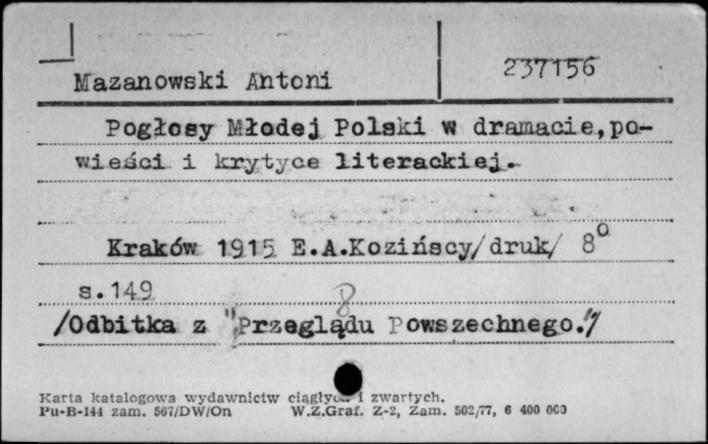 Mazanowski Antoni 237156
Pogłosy Młodej Polski w dramacie,po-
wieści i krytyce literackiej.
Kraków 1915 E.A.Kozińscy/druk/ 8°
s.149 8
/Odbitka z "Przeglądu Powszechnego."/
Karta katalogowa wydawnictw ciągłych i zwartych.
Pu-B-144 zam. 567/DW/On W.Z.Graf. Z-2, Zam. 502/77, 6 400 000